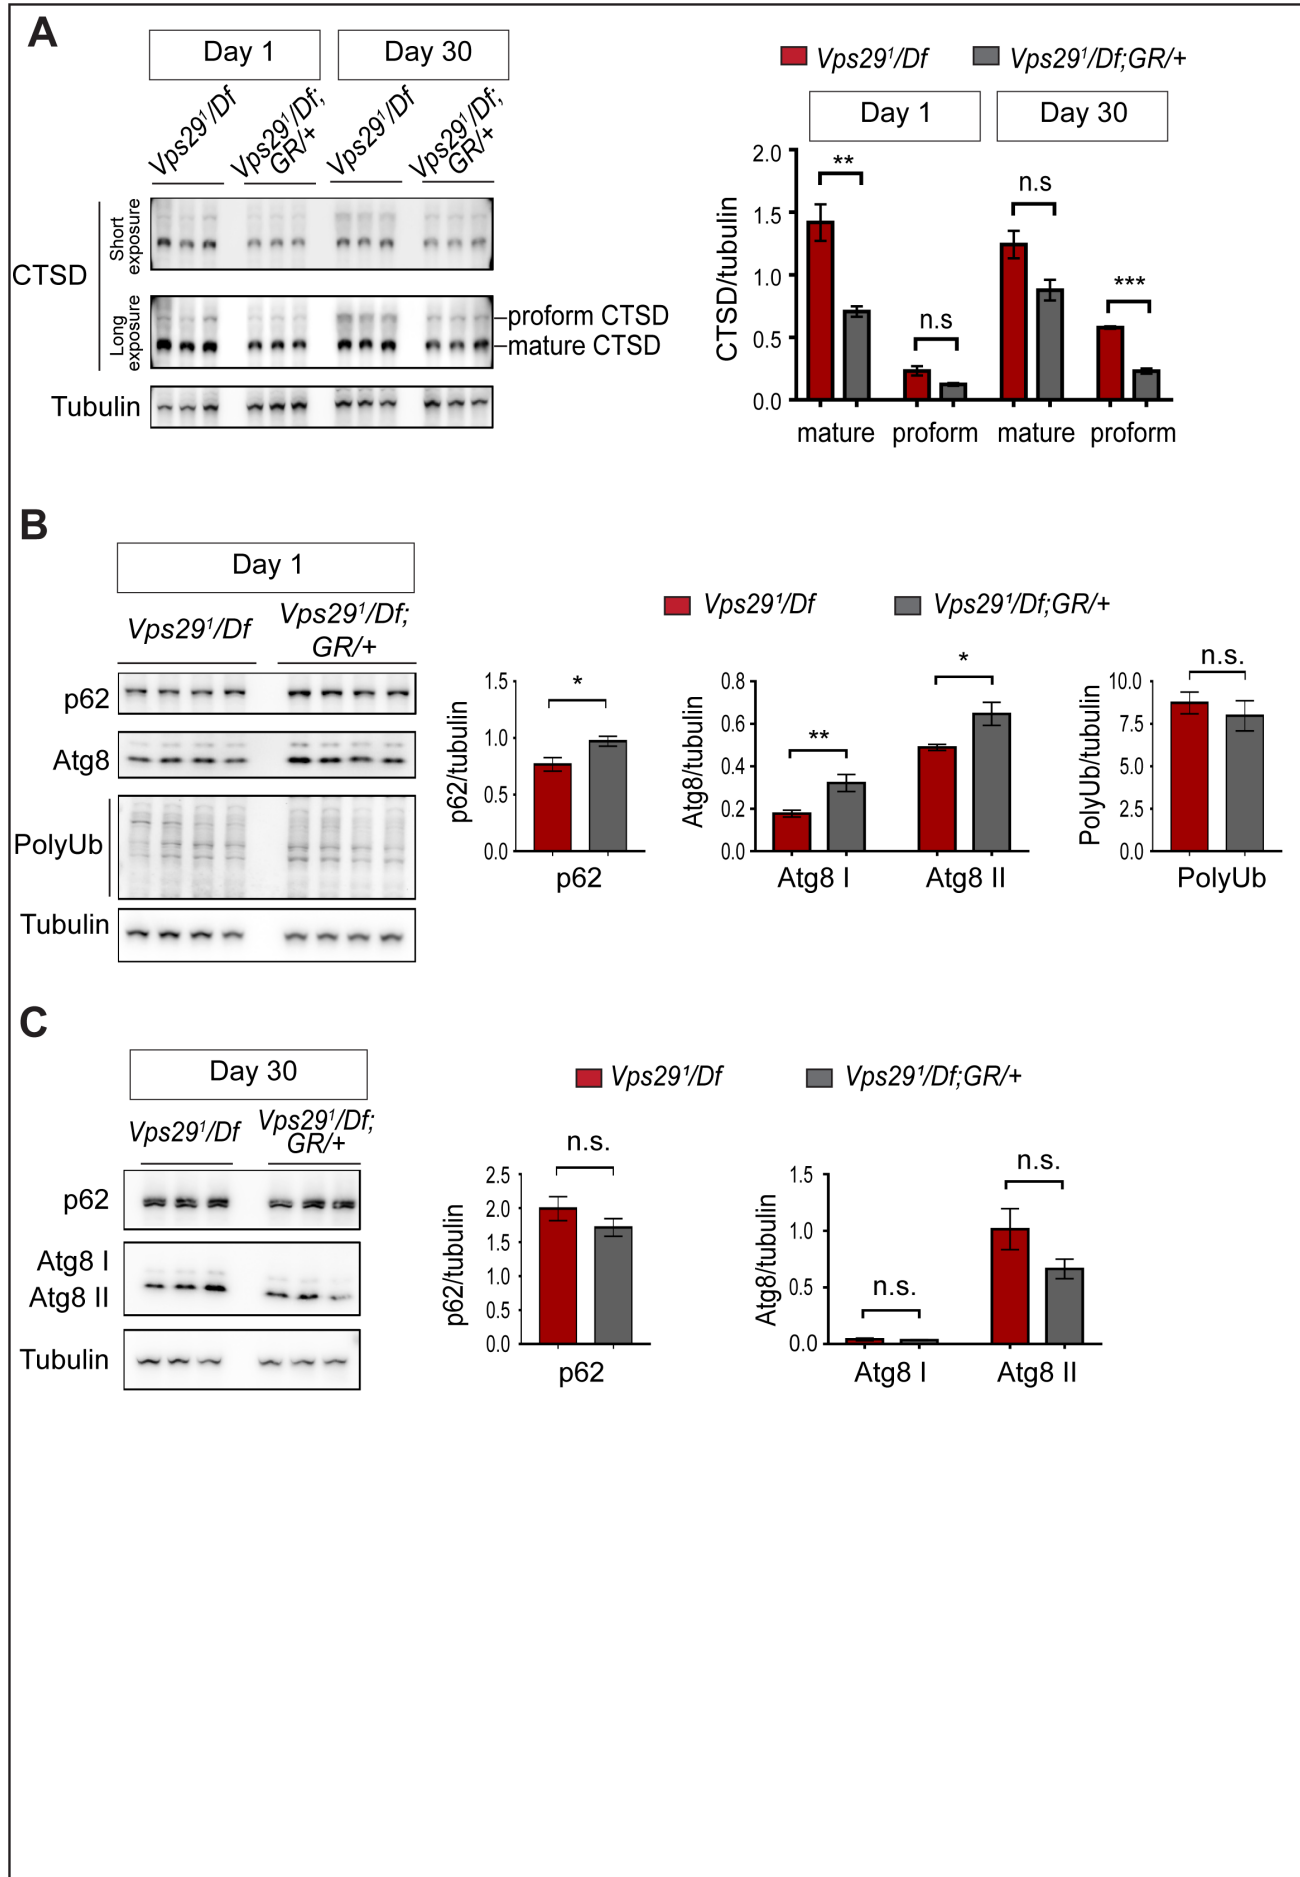 A
Day 1
Day 30
Vps29¹/Df
Vps29¹/Df;
GR/+
Vps29¹/Df
Vps29¹/Df;
GR/+
CTSD
Short
exposure
Long
exposure
proform CTSD
mature CTSD
Tubulin
Vps29¹/Df
Vps29¹/Df;GR/+
Day 1
Day 30
CTSD/tubulin
2.0
1.5
1.0
0.5
0.0
**
n.s
n.s
***
mature
proform
mature
proform
B
Day 1
Vps29¹/Df
Vps29¹/Df;
GR/+
p62
Atg8
PolyUb
Tubulin
Vps29¹/Df
Vps29¹/Df;GR/+
p62/tubulin
1.5
1.0
0.5
0.0
*
p62
Atg8/tubulin
0.8
0.6
0.4
0.2
0.0
**
*
Atg8 I
Atg8 II
PolyUb/tubulin
10.0
7.5
5.0
2.5
0.0
n.s.
PolyUb
C
Day 30
Vps29¹/Df
Vps29¹/Df;
GR/+
p62
Atg8 I
Atg8 II
Tubulin
Vps29¹/Df
Vps29¹/Df;GR/+
p62/tubulin
2.5
2.0
1.5
1.0
0.5
0.0
n.s.
p62
Atg8/tubulin
1.5
1.0
0.5
0.0
n.s.
n.s.
Atg8 I
Atg8 II